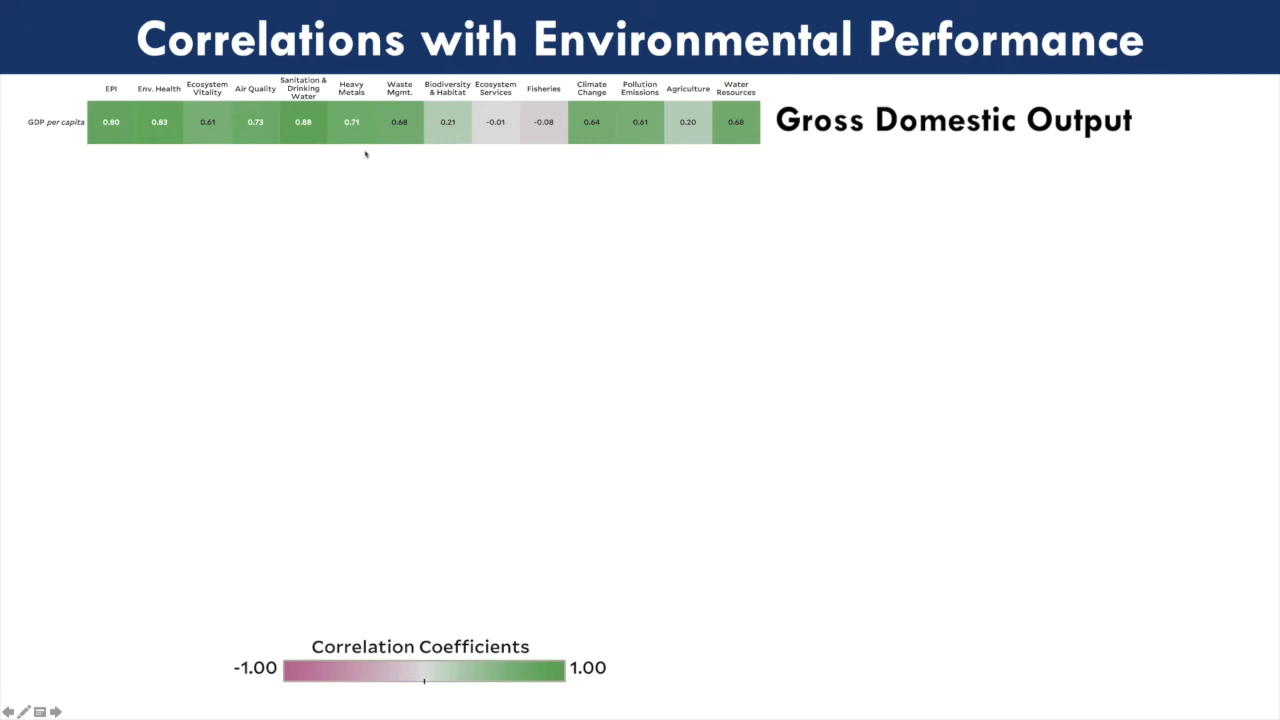 Correlations with Environmental Performance
EPI Env. Health Ecosystem Vitality Air Quality Sanitation & Drinking Water Heavy Metals Waste Mgmt. Biodiversity & Habitat Ecosystem Services Fisheries Climate Change Pollution Emissions Agriculture Water Resources
GDP per capita 0.80 0.83 0.61 0.73 0.88 0.71 0.68 0.21 -0.01 -0.08 0.64 0.61 0.20 0.68
Gross Domestic Output
Correlation Coefficients
-1.00 1.00